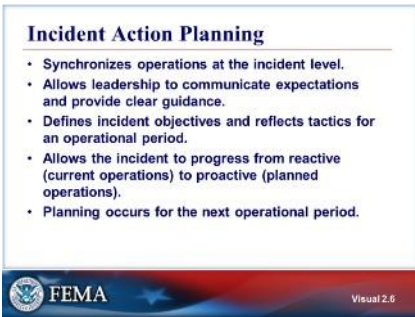 Incident Action Planning
• Synchronizes operations at the incident level.
• Allows leadership to communicate expectations
and provide clear guidance.
• Defines incident objectives and reflects tactics for
an operational period.
• Allows the incident to progress from reactive
(current operations) to proactive (planned
operations).
• Planning occurs for the next operational period.
FEMA
Visual 2.6